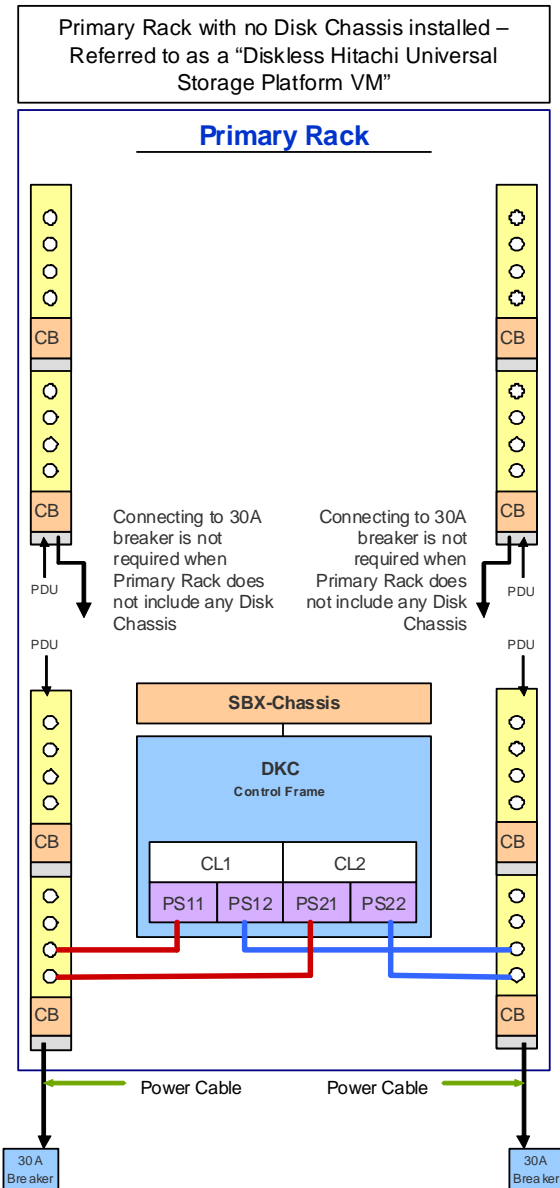 Primary Rack with no Disk Chassis installed –
Referred to as a “Diskless Hitachi Universal
Storage Platform VM”
Primary Rack
CB
CB
CB
CB
Connecting to 30A
breaker is not
required when
Primary Rack does
not include any Disk
Chassis
Connecting to 30A
breaker is not
required when
Primary Rack does
not include any Disk
Chassis
PDU
PDU
PDU
PDU
SBX-Chassis
DKC
Control Frame
CB
CB
CL1
CL2
PS11
PS12
PS21
PS22
CB
CB
Power Cable
Power Cable
30A
Breaker
30A
Breaker